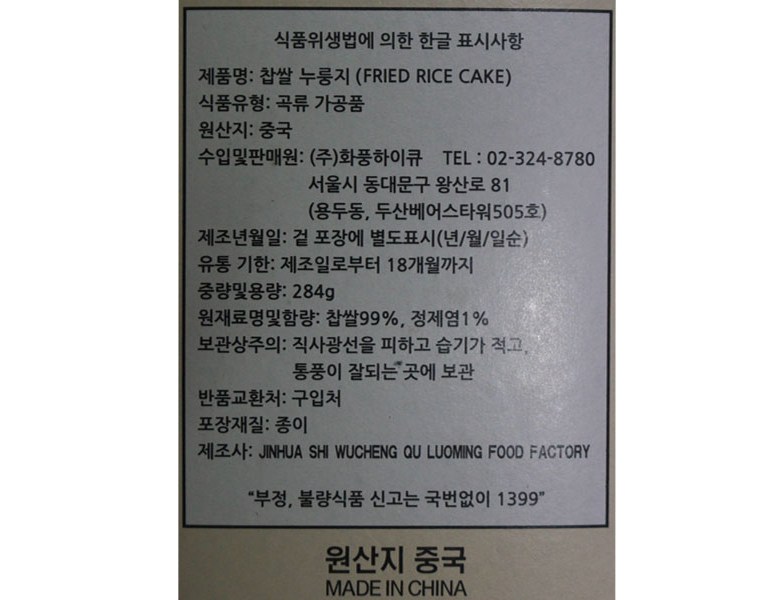 식품위생법에 의한 한글 표시사항
제품명: 찹쌀 누룽지 (FRIED RICE CAKE)
식품유형: 곡류 가공품
원산지: 중국
수입및판매원: (주)화풍하이큐 TEL : 02-324-8780
서울시 동대문구 왕산로 81
(용두동, 두산베어스타워505호)
제조년월일: 겉 포장에 별도표시(년/월/일순)
유통 기한: 제조일로부터 18개월까지
중량및용량: 284g
원재료명및함량: 찹쌀99%, 정제염1%
보관상주의: 직사광선을 피하고 습기가 적고,
통풍이 잘되는 곳에 보관
반품교환처: 구입처
포장재질: 종이
제조사: JINHUA SHI WUCHENG QU LUOMING FOOD FACTORY
“부정, 불량식품 신고는 국번없이 1399”
원산지 중국
MADE IN CHINA